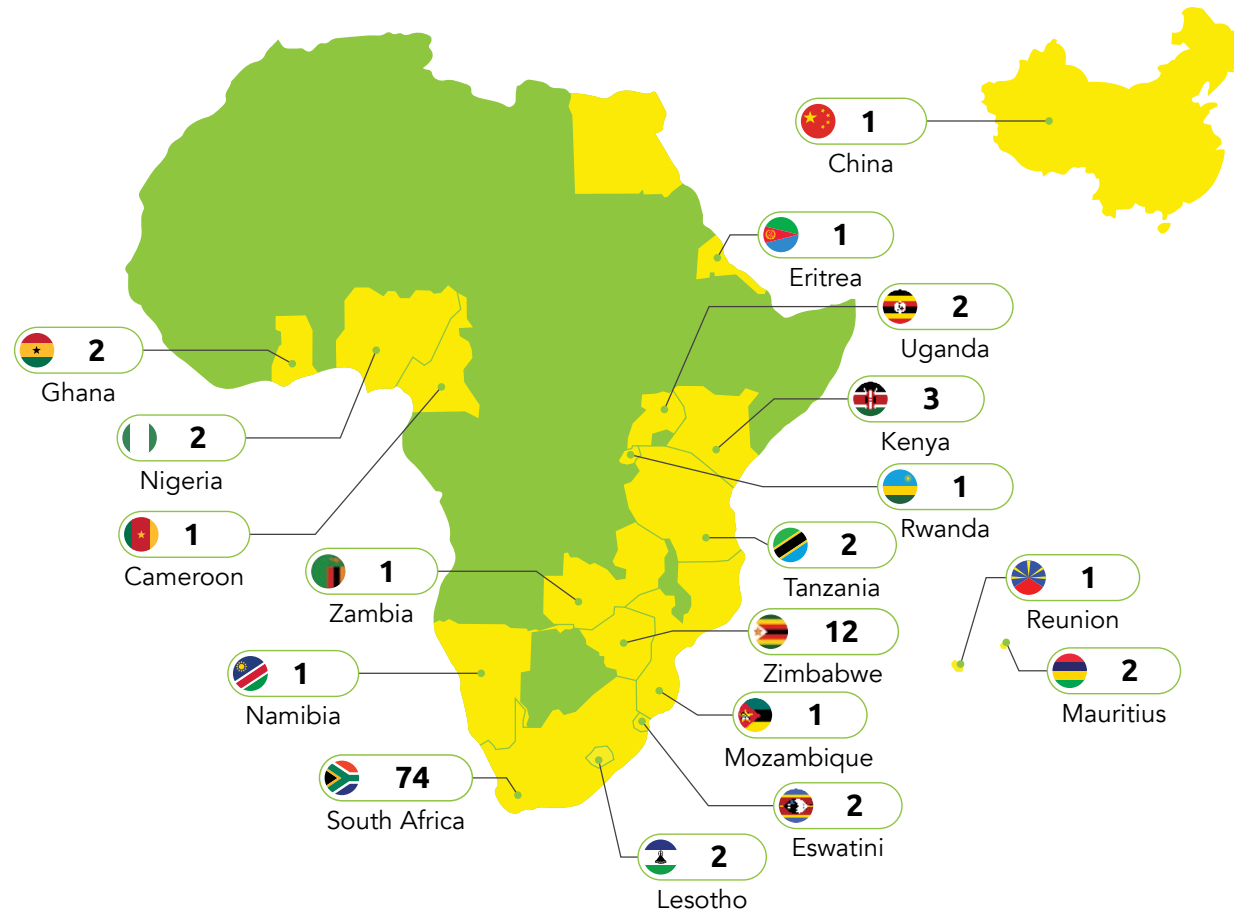 1
China
1
Eritrea
2
Uganda
2
Ghana
3
Kenya
2
Nigeria
1
Rwanda
1
Cameroon
2
Tanzania
1
Zambia
1
Reunion
12
Zimbabwe
2
Mauritius
1
Namibia
1
Mozambique
74
South Africa
2
Eswatini
2
Lesotho